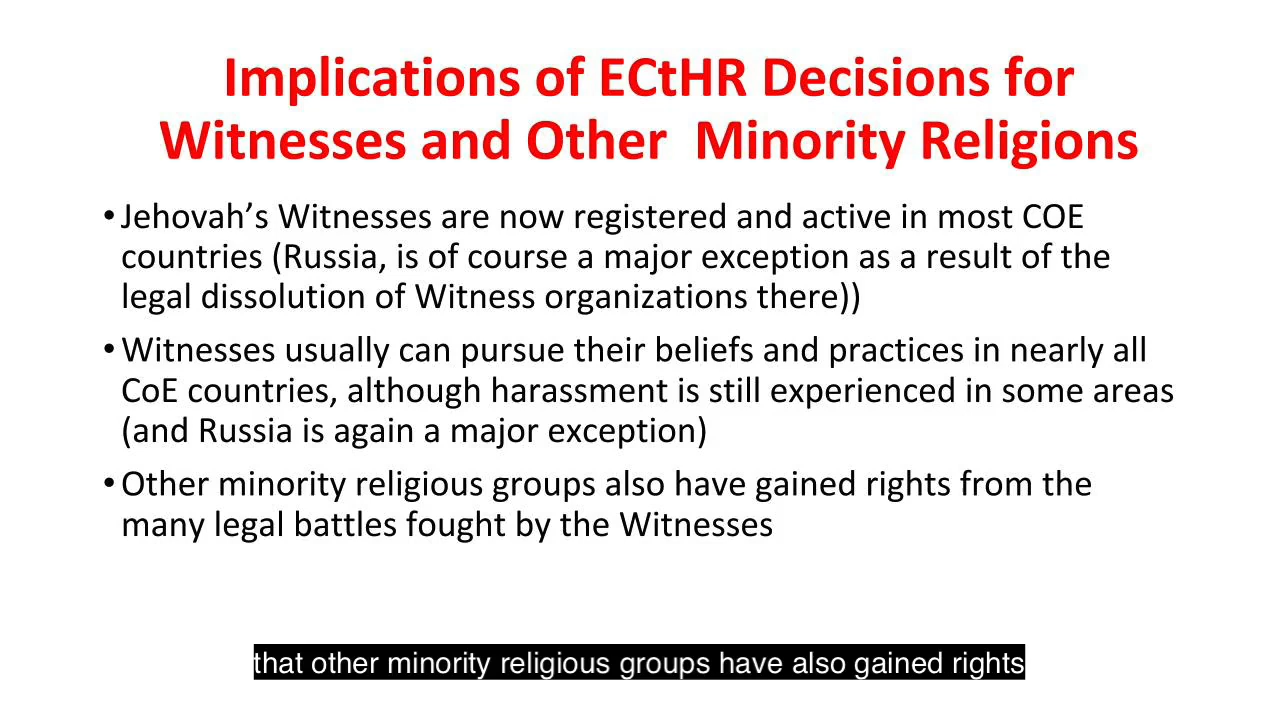 Implications of ECtHR Decisions for
Witnesses and Other  Minority Religions
• Jehovah’s Witnesses are now registered and active in most COE
countries (Russia, is of course a major exception as a result of the
legal dissolution of Witness organizations there))
• Witnesses usually can pursue their beliefs and practices in nearly all
CoE countries, although harassment is still experienced in some areas
(and Russia is again a major exception)
• Other minority religious groups also have gained rights from the
many legal battles fought by the Witnesses
that other minority religious groups have also gained rights